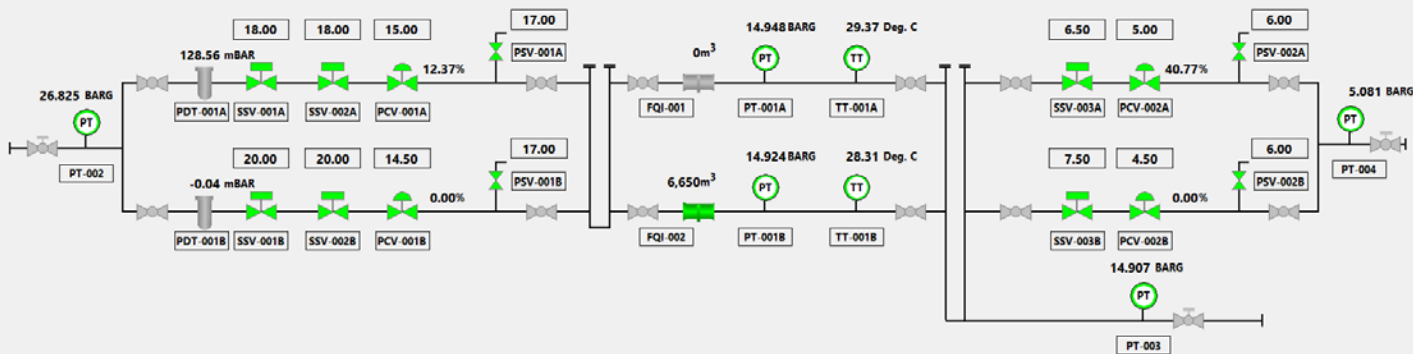 17.00
18.00 18.00 15.00
128.56 mBAR
PSV-001A
12.37%
26.825 BARG
PT
PDT-001A SSV-001A SSV-002A PCV-001A
PT-002
20.00 20.00 14.50
17.00
-0.04 mBAR
PSV-001B
0.00%
PDT-001B SSV-001B SSV-002B PCV-001B
14.948 BARG 29.37 Deg. C
0m³
PT TT
FQI-001 PT-001A TT-001A
14.924 BARG 28.31 Deg. C
6,650m³
PT TT
FQI-002 PT-001B TT-001B
6.00
6.50 5.00
PSV-002A
40.77%
SSV-003A PCV-002A
5.081 BARG
PT
PT-004
6.00
7.50 4.50
PSV-002B
0.00%
SSV-003B PCV-002B
14.907 BARG
PT
PT-003